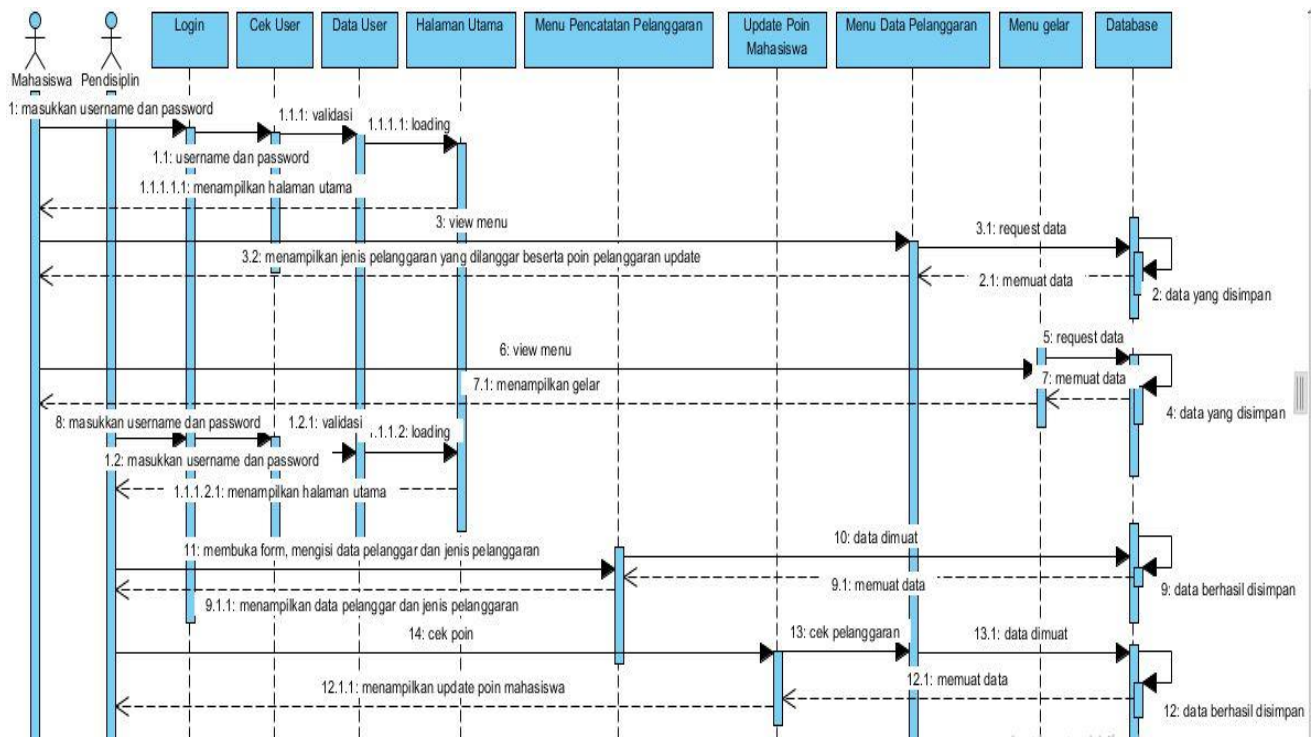 Login
Cek User
Data User
Halaman Utama
Menu Pencatatan Pelanggaran
Update Poin
Mahasiswa
Menu Data Pelanggaran
Menu gelar
Database
Mahasiswa
Pendisiplin
1: masukkan username dan password
1.1.1: validasi
1.1.1.1: loading
1.1: username dan password
1.1.1.1.1: menampilkan halaman utama
3: view menu
3.1: request data
3.2: menampilkan jenis pelanggaran yang dilanggar beserta poin pelanggaran update
2.1: memuat data
2: data yang disimpan
5: request data
6: view menu
7: memuat data
7.1: menampilkan gelar
4: data yang disimpan
8: masukkan username dan password
1.2.1: validasi
.1.1.2: loading
1.2: masukkan username dan password
1.1.1.2.1: menampilkan halaman utama
10: data dimuat
11: membuka form, mengisi data pelanggar dan jenis pelanggaran
9.1: memuat data
9: data berhasil disimpan
9.1.1: menampilkan data pelanggar dan jenis pelanggaran
14: cek poin
13: cek pelanggaran
13.1: data dimuat
12.1: memuat data
12.1.1: menampilkan update poin mahasiswa
12: data berhasil disimpan